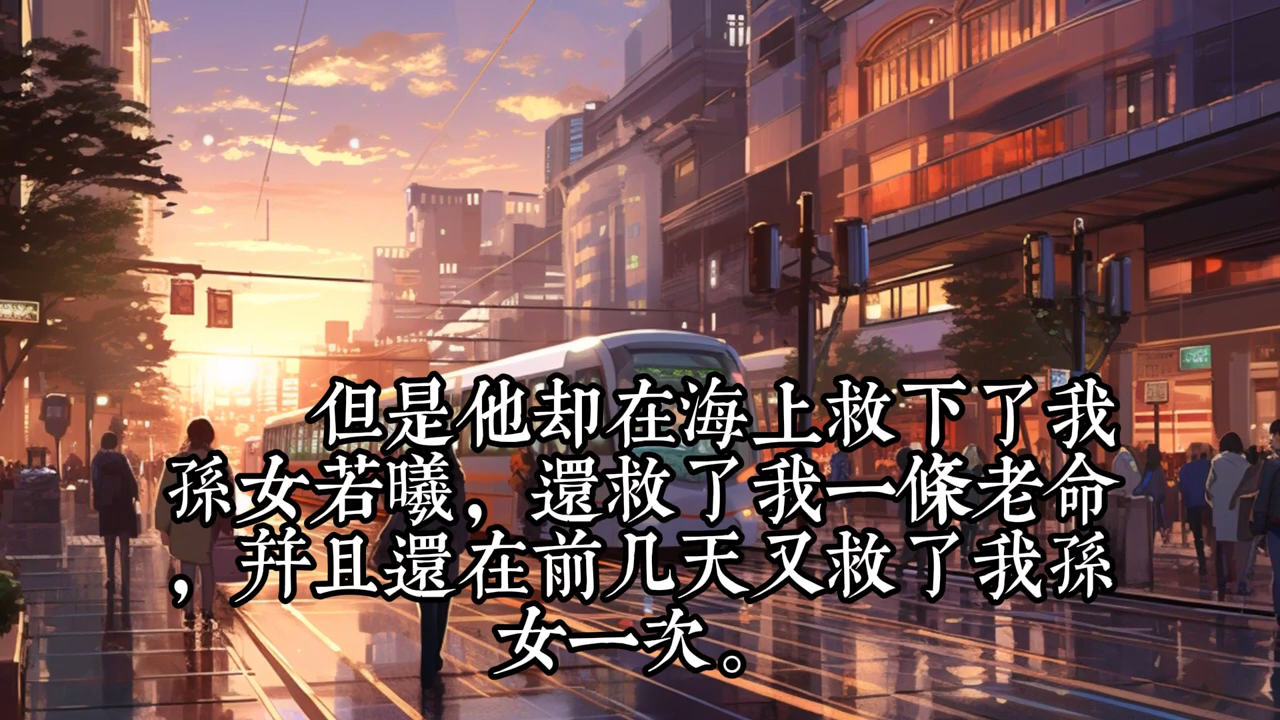 但是他却在海上救下了我
孫女若曦，還救了我一條老命
，并且還在前几天又救了我孫
女一次。